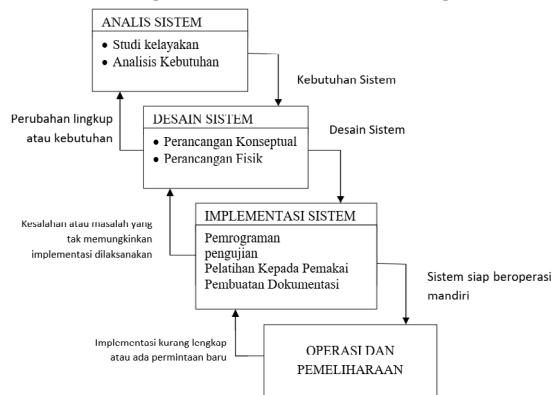 ANALIS SISTEM
• Studi kelayakan
• Analisis Kebutuhan
Kebutuhan Sistem
Perubahan lingkup
atau kebutuhan
DESAIN SISTEM
• Perancangan Konseptual
• Perancangan Fisik
Desain Sistem
Kesalahan atau masalah yang
tak memungkinkan
implementasi dilaksanakan
IMPLEMENTASI SISTEM
Pemrograman
pengujian
Pelatihan Kepada Pemakai
Pembuatan Dokumentasi
Sistem siap beroperasi
mandiri
Implementasi kurang lengkap
atau ada permintaan baru
OPERASI DAN
PEMELIHARAAN